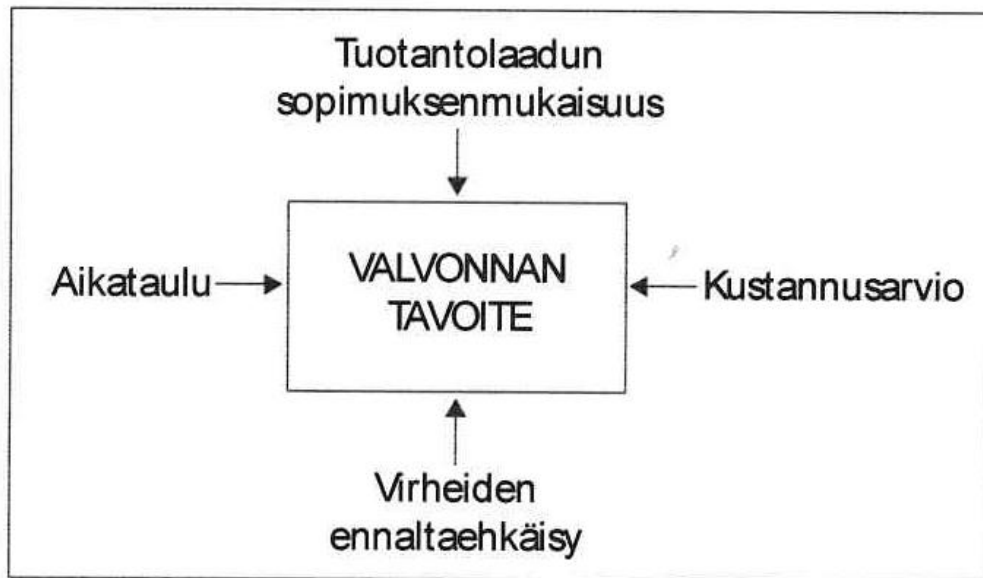 Tuotantolaadun
sopimuksenmukaisuus
Aikataulu
VALVONNAN
TAVOITE
Kustannusarvio
Virheiden
ennaltaehkäisy